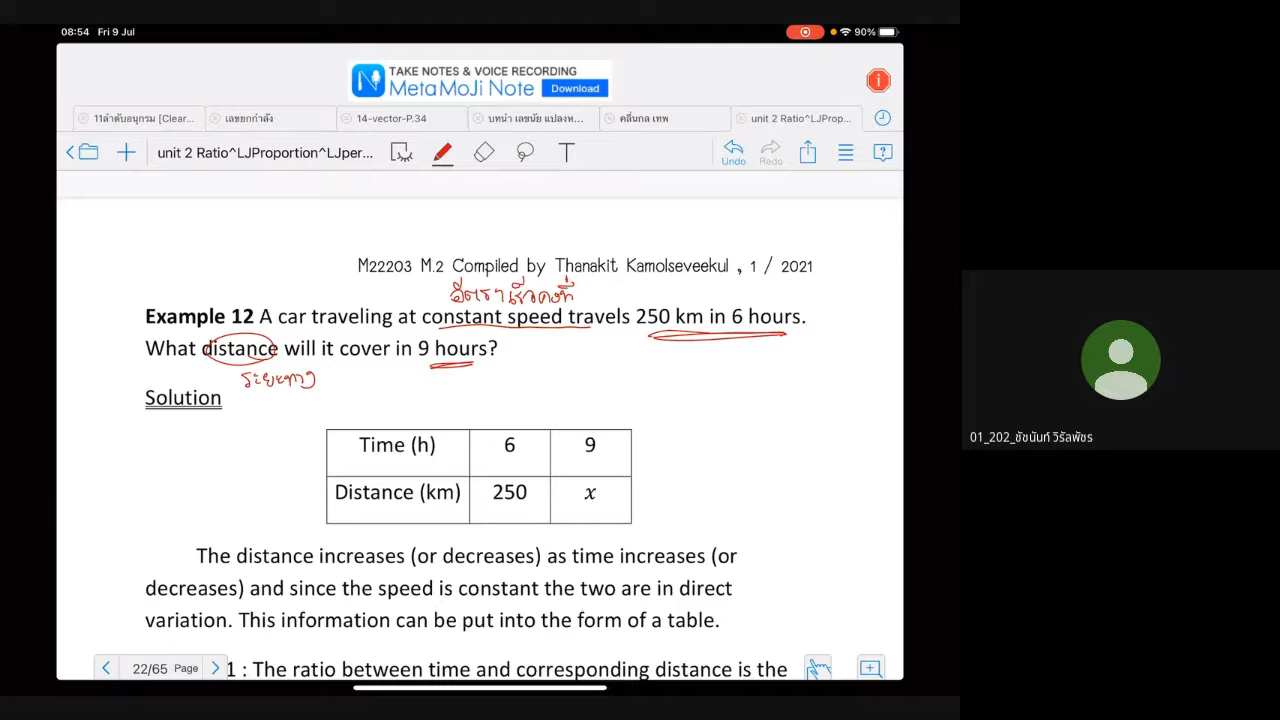 08:54 Fri 9 Jul
90%
TAKE NOTES & VOICE RECORDING
MetaMoJi Note
Download
11ลำดับอนุกรม [Clear...
เลขยกกำลัง
14-vector-P.34
บทนำ เลขนัย แปลงห...
คลื่นกล เทพ
unit 2 Ratio^LJProp...
unit 2 Ratio^LJProportion^LJper...
T
Undo
Redo
M22203 M.2 Compiled by Thanakit Kamolseveekul , 1 / 2021
อัตราเร็วคงที่
Example 12 A car traveling at constant speed travels 250 km in 6 hours.
What distance will it cover in 9 hours?
ระยะทาง
Solution
Time (h) 6 9
Distance (km) 250 x
The distance increases (or decreases) as time increases (or
decreases) and since the speed is constant the two are in direct
variation. This information can be put into the form of a table.
22/65 Page
1 : The ratio between time and corresponding distance is the
01_202_ชัชนันท์ วิรัลพัชร